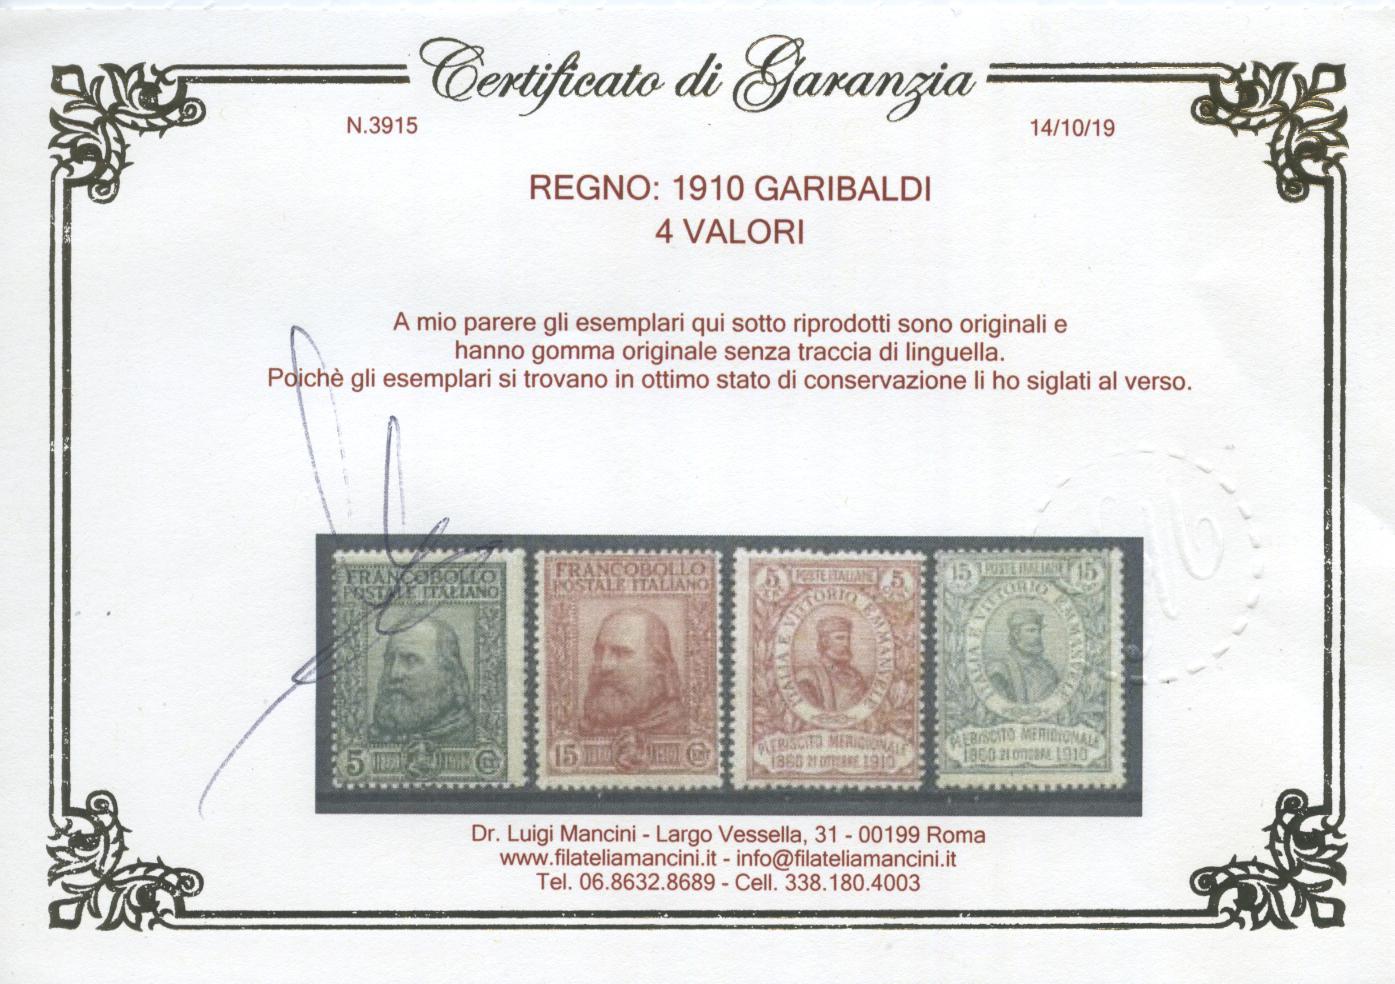 Certificato di Garanzia
N.3915
14/10/19
REGNO: 1910 GARIBALDI
4 VALORI
A mio parere gli esemplari qui sotto riprodotti sono originali e
hanno gomma originale senza traccia di linguella.
Poichè gli esemplari si trovano in ottimo stato di conservazione li ho siglati al verso.
FRANCOBOLLO
POSTALE ITALIANO
5
FRANCOBOLLO
POSTALE ITALIANO
15
5 POSTE ITALIANE 5
ITALIA E VITTORIO EMMANUELE
PLEBISCITO MERIDIONALE
1860 21 OTTOBRE 1910
15 POSTE ITALIANE 15
ITALIA E VITTORIO EMMANUELE
PLEBISCITO MERIDIONALE
1860 21 OTTOBRE 1910
Dr. Luigi Mancini - Largo Vessella, 31 - 00199 Roma
www.filateliamancini.it - info@filateliamancini.it
Tel. 06.8632.8689 - Cell. 338.180.4003